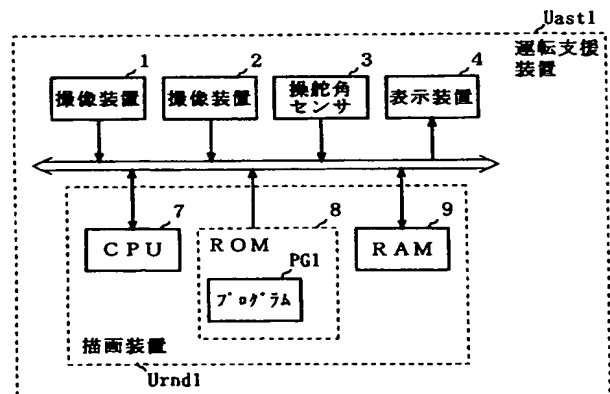 Uast1
運転支援
装置
1
2
3
4
撮像装置
撮像装置
操舵角
センサ
表示装置
7
8
9
CPU
ROM
RAM
PG1
プログラム
描画装置
Urnd1